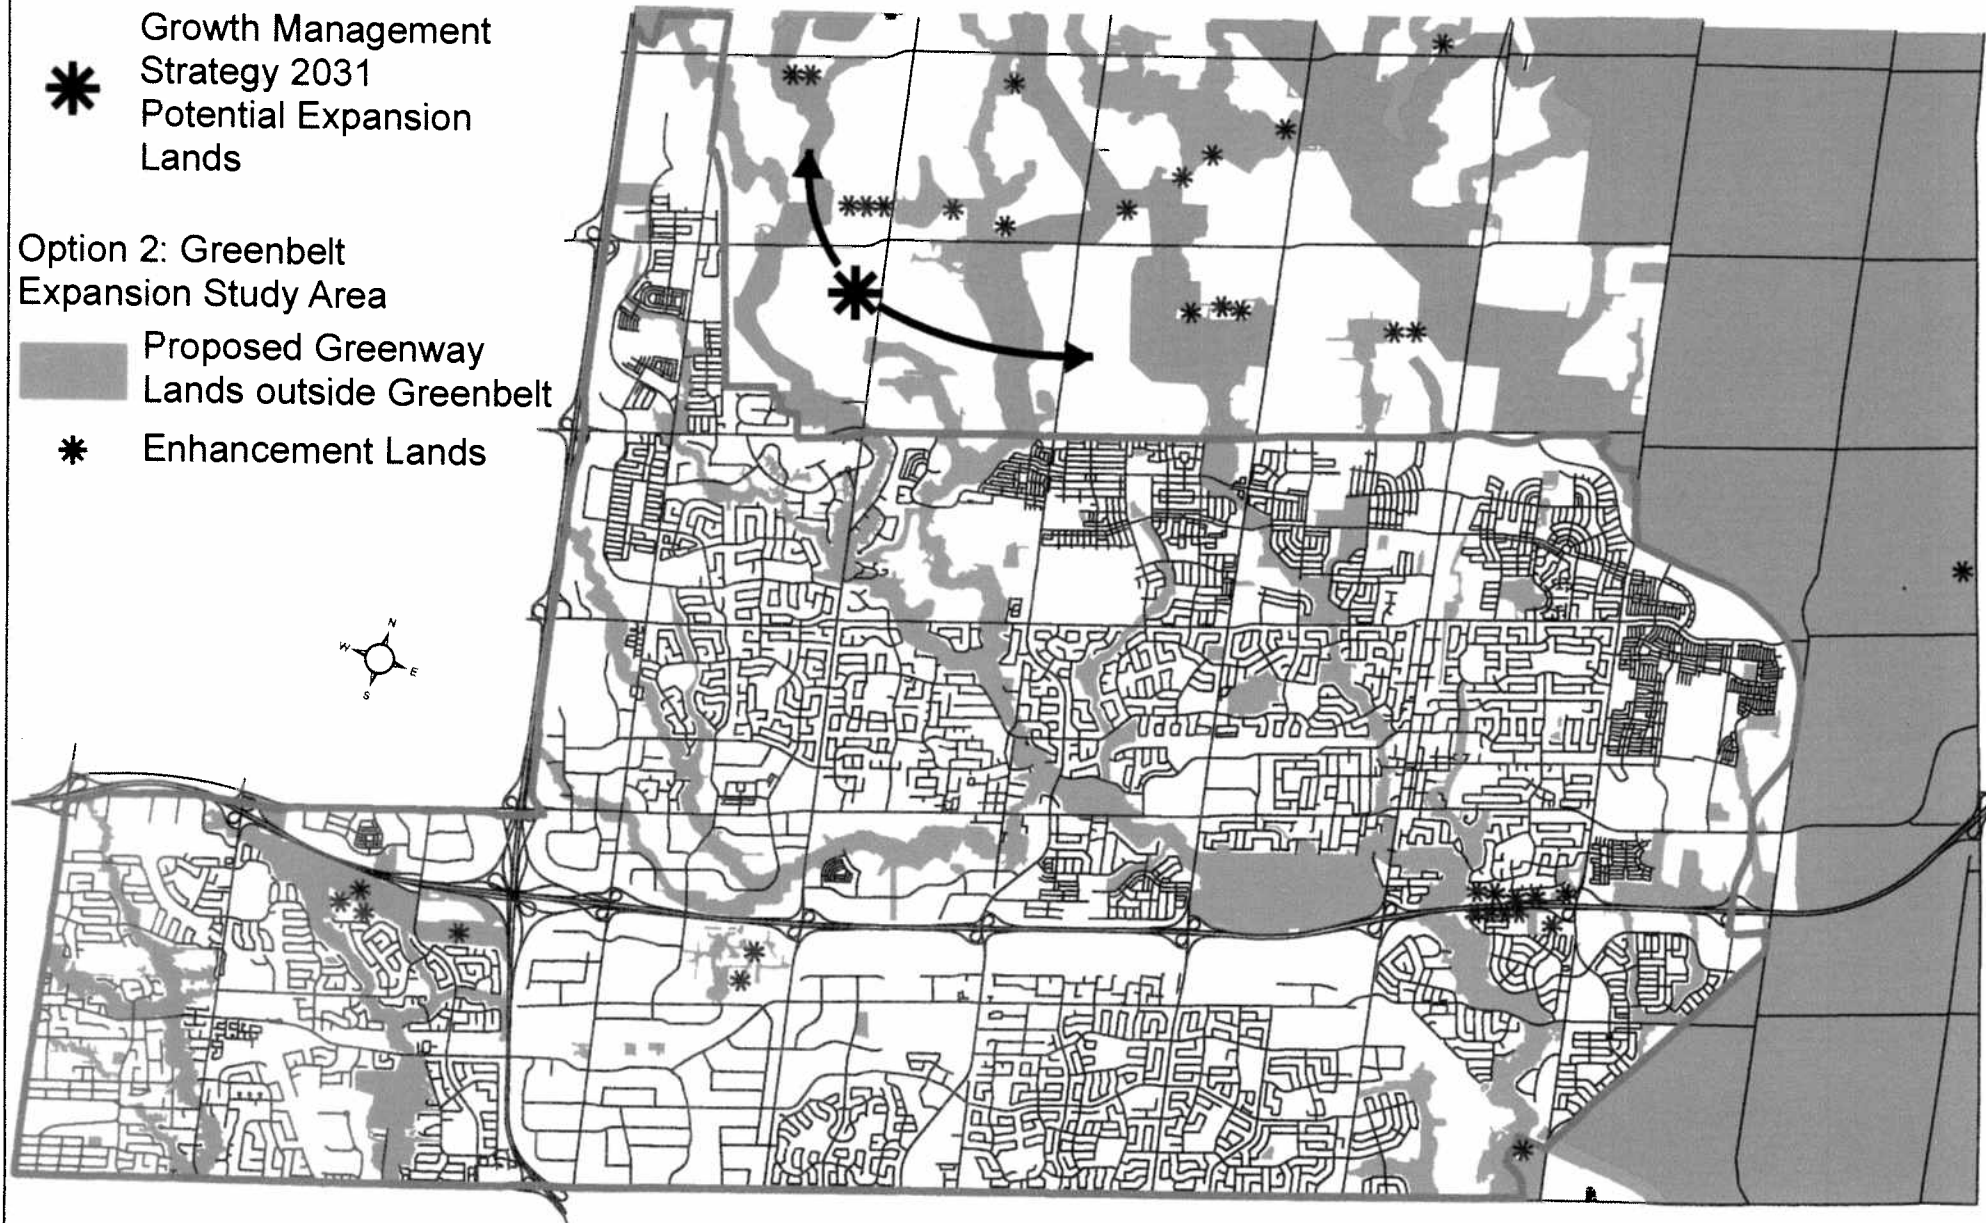 Growth Management
Strategy 2031
Potential Expansion
Lands
Option 2: Greenbelt
Expansion Study Area
Proposed Greenway
Lands outside Greenbelt
Enhancement Lands
N
W
E
S